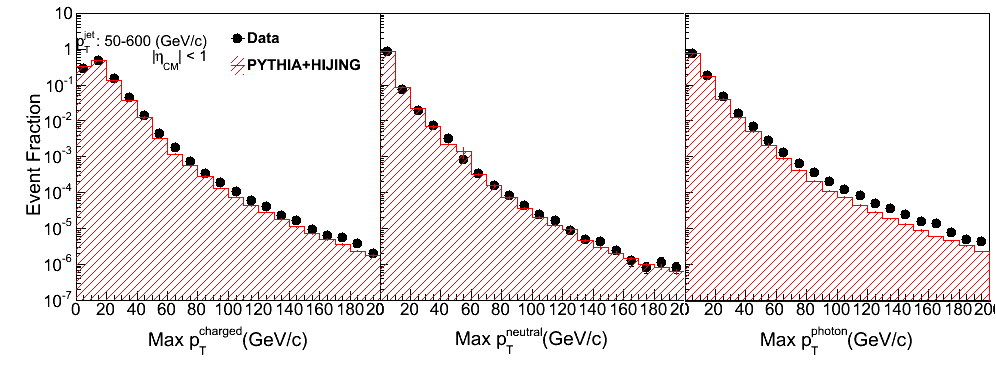 10
1
10⁻¹
10⁻²
10⁻³
10⁻⁴
10⁻⁵
10⁻⁶
10⁻⁷
Event Fraction
p_T^jet : 50-600 (GeV/c)
|η_CM| < 1
Data
PYTHIA+HIJING
0 20 40 60 80 100 120 140 160 180 20 40 60 80 100 120 140 160 180 20 40 60 80 100 120 140 160 180 200
Max p_T^charged(GeV/c) Max p_T^neutral(GeV/c) Max p_T^photon(GeV/c)